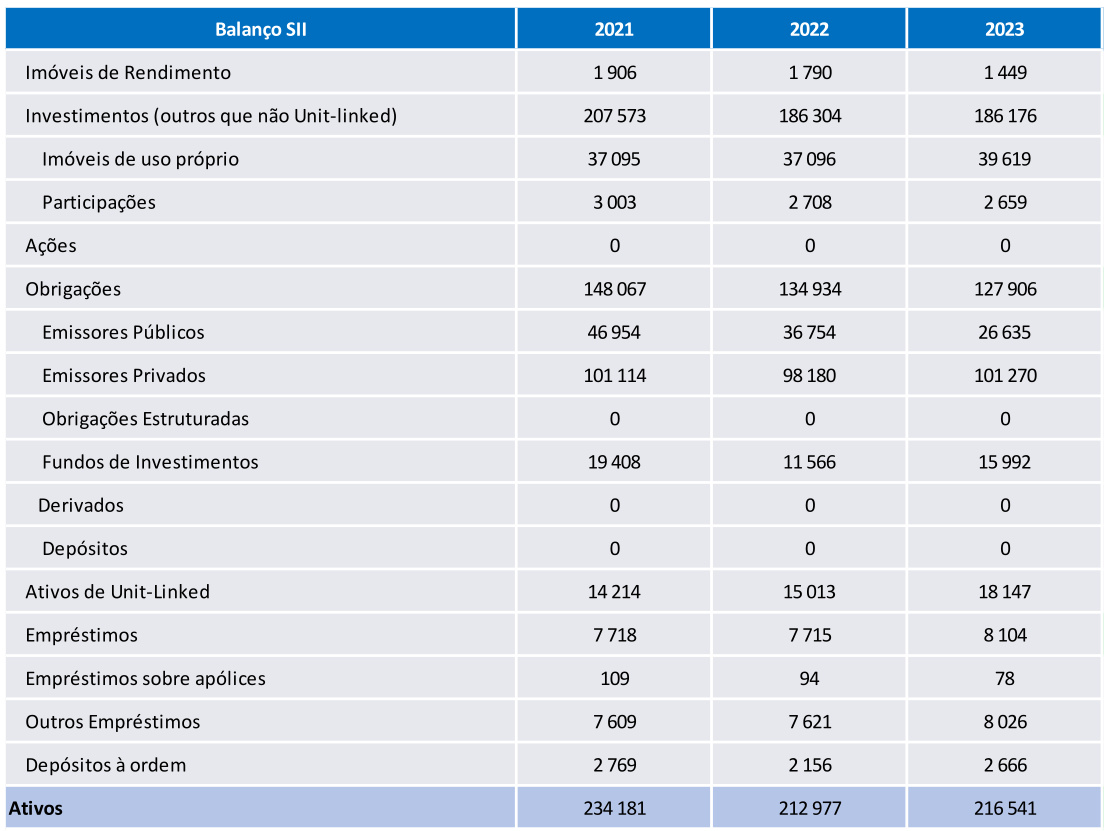 Balanço SII 2021 2022 2023
Imóveis de Rendimento 1 906 1 790 1 449
Investimentos (outros que não Unit-linked) 207 573 186 304 186 176
Imóveis de uso próprio 37 095 37 096 39 619
Participações 3 003 2 708 2 659
Ações 0 0 0
Obrigações 148 067 134 934 127 906
Emissores Públicos 46 954 36 754 26 635
Emissores Privados 101 114 98 180 101 270
Obrigações Estruturadas 0 0 0
Fundos de Investimentos 19 408 11 566 15 992
Derivados 0 0 0
Depósitos 0 0 0
Ativos de Unit-Linked 14 214 15 013 18 147
Empréstimos 7 718 7 715 8 104
Empréstimos sobre apólices 109 94 78
Outros Empréstimos 7 609 7 621 8 026
Depósitos à ordem 2 769 2 156 2 666
Ativos 234 181 212 977 216 541